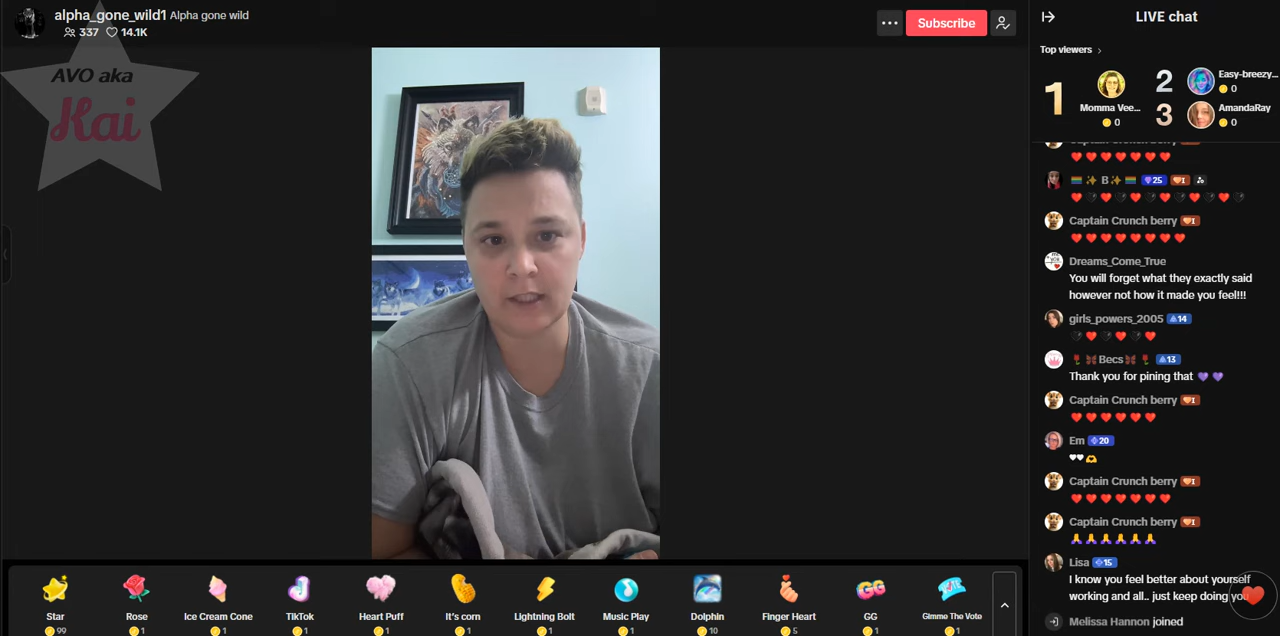 alpha_gone_wild1 Alpha gone wild
337 14.1K
Subscribe
AVO aka
Kai
LIVE chat
Top viewers
1
Momma Vee...
0
2
Easy-breezy...
0
3
AmandaRay
0
B 25 1
Captain Crunch berry 1
Dreams_Come_True
You will forget what they exactly said
however not how it made you feel!!!
girls_powers_2005 14
Becs 13
Thank you for pining that
Captain Crunch berry 1
Em 20
Captain Crunch berry 1
Captain Crunch berry 1
Lisa 15
I know you feel better about yourself
working and all.. just keep doing
Melissa Hannon joined
Star
99
Rose
1
Ice Cream Cone
1
TikTok
1
Heart Puff
1
It's corn
1
Lightning Bolt
1
Music Play
1
Dolphin
10
Finger Heart
5
GG
GG
1
Gimme The Vote
1